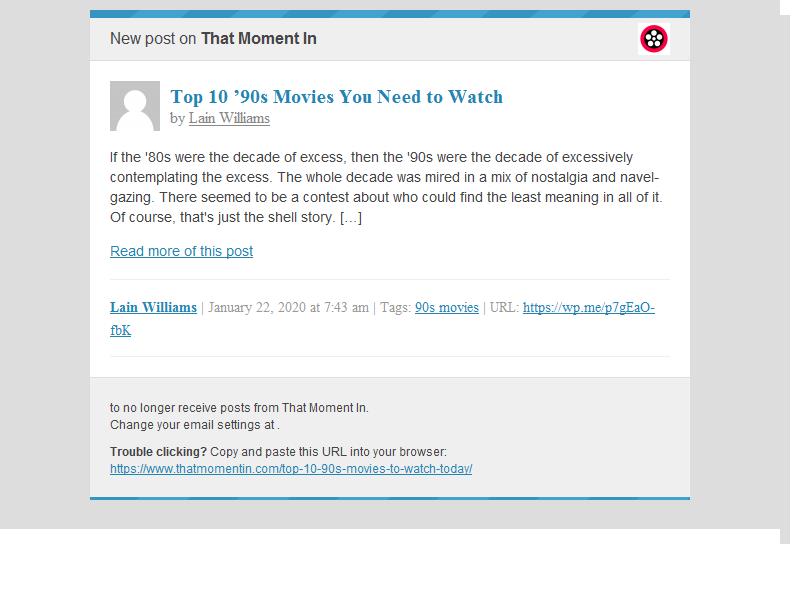 New post on That Moment In
Top 10 ’90s Movies You Need to Watch
by Lain Williams
If the '80s were the decade of excess, then the '90s were the decade of excessively
contemplating the excess. The whole decade was mired in a mix of nostalgia and navel-
gazing. There seemed to be a contest about who could find the least meaning in all of it.
Of course, that's just the shell story. […]
Read more of this post
Lain Williams | January 22, 2020 at 7:43 am | Tags: 90s movies | URL: https://wp.me/p7gEaO-
fbK
to no longer receive posts from That Moment In.
Change your email settings at .
Trouble clicking? Copy and paste this URL into your browser:
https://www.thatmomentin.com/top-10-90s-movies-to-watch-today/